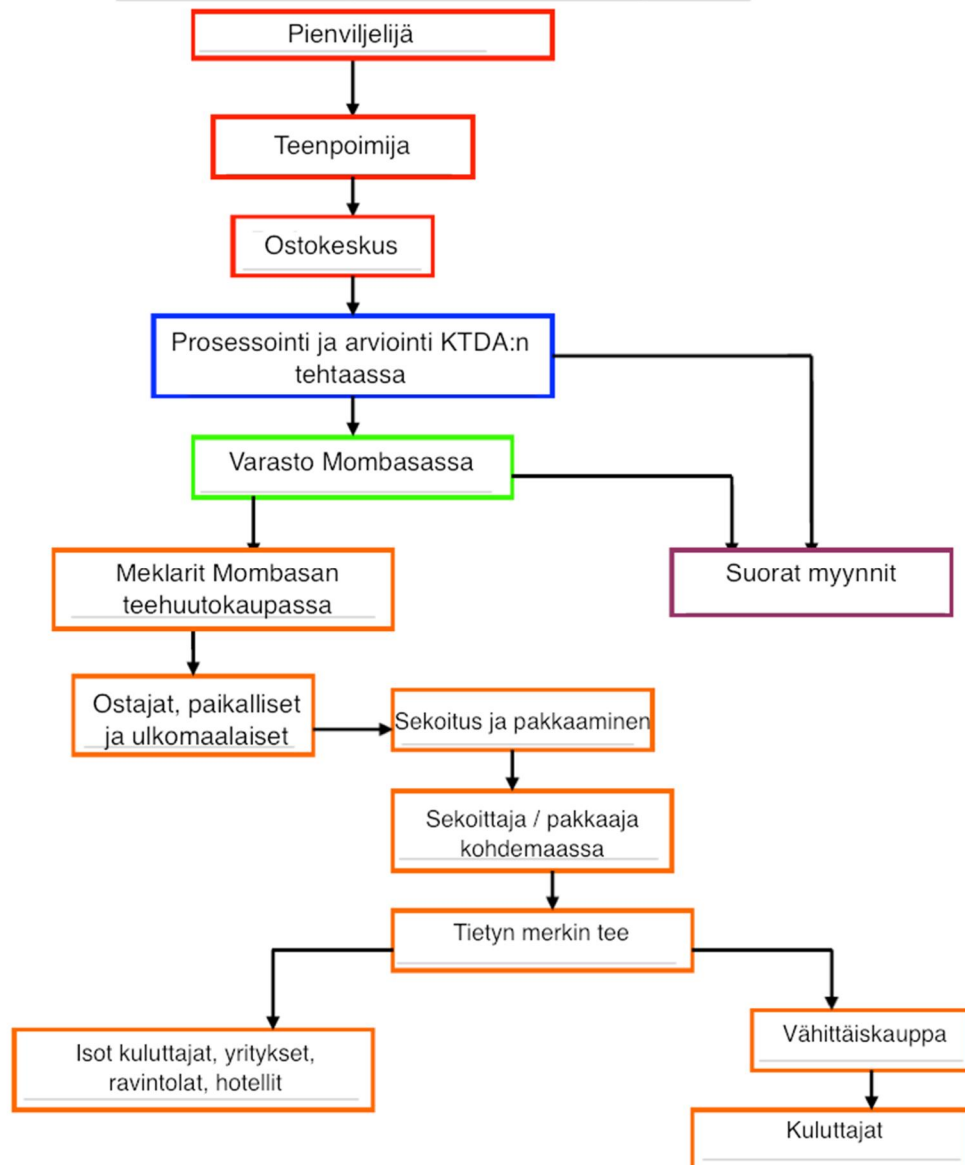 Pienviljelijä
Teenpoimija
Ostokeskus
Prosessointi ja arviointi KTDA:n
tehtaassa
Varasto Mombasassa
Meklarit Mombasan
teehuutokaupassa
Suorat myynnit
Ostajat, paikalliset
ja ulkomaalaiset
Sekoitus ja pakkaaminen
Sekoittaja / pakkaaja
kohdemaassa
Tietyn merkin tee
Isot kuluttajat, yritykset,
ravintolat, hotellit
Vähittäiskauppa
Kuluttajat